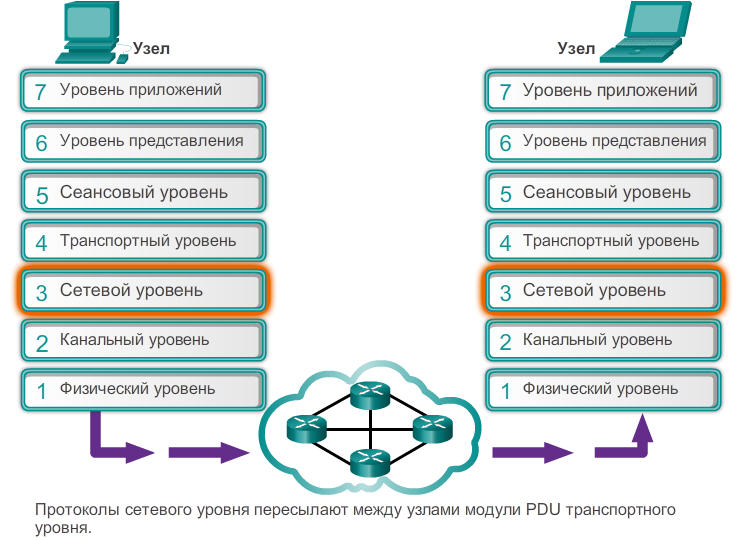 Узел
Узел
7 Уровень приложений
7 Уровень приложений
6 Уровень представления
6 Уровень представления
5 Сеансовый уровень
5 Сеансовый уровень
4 Транспортный уровень
4 Транспортный уровень
3 Сетевой уровень
3 Сетевой уровень
2 Канальный уровень
2 Канальный уровень
1 Физический уровень
1 Физический уровень
Протоколы сетевого уровня пересылают между узлами модули PDU транспортного
уровня.